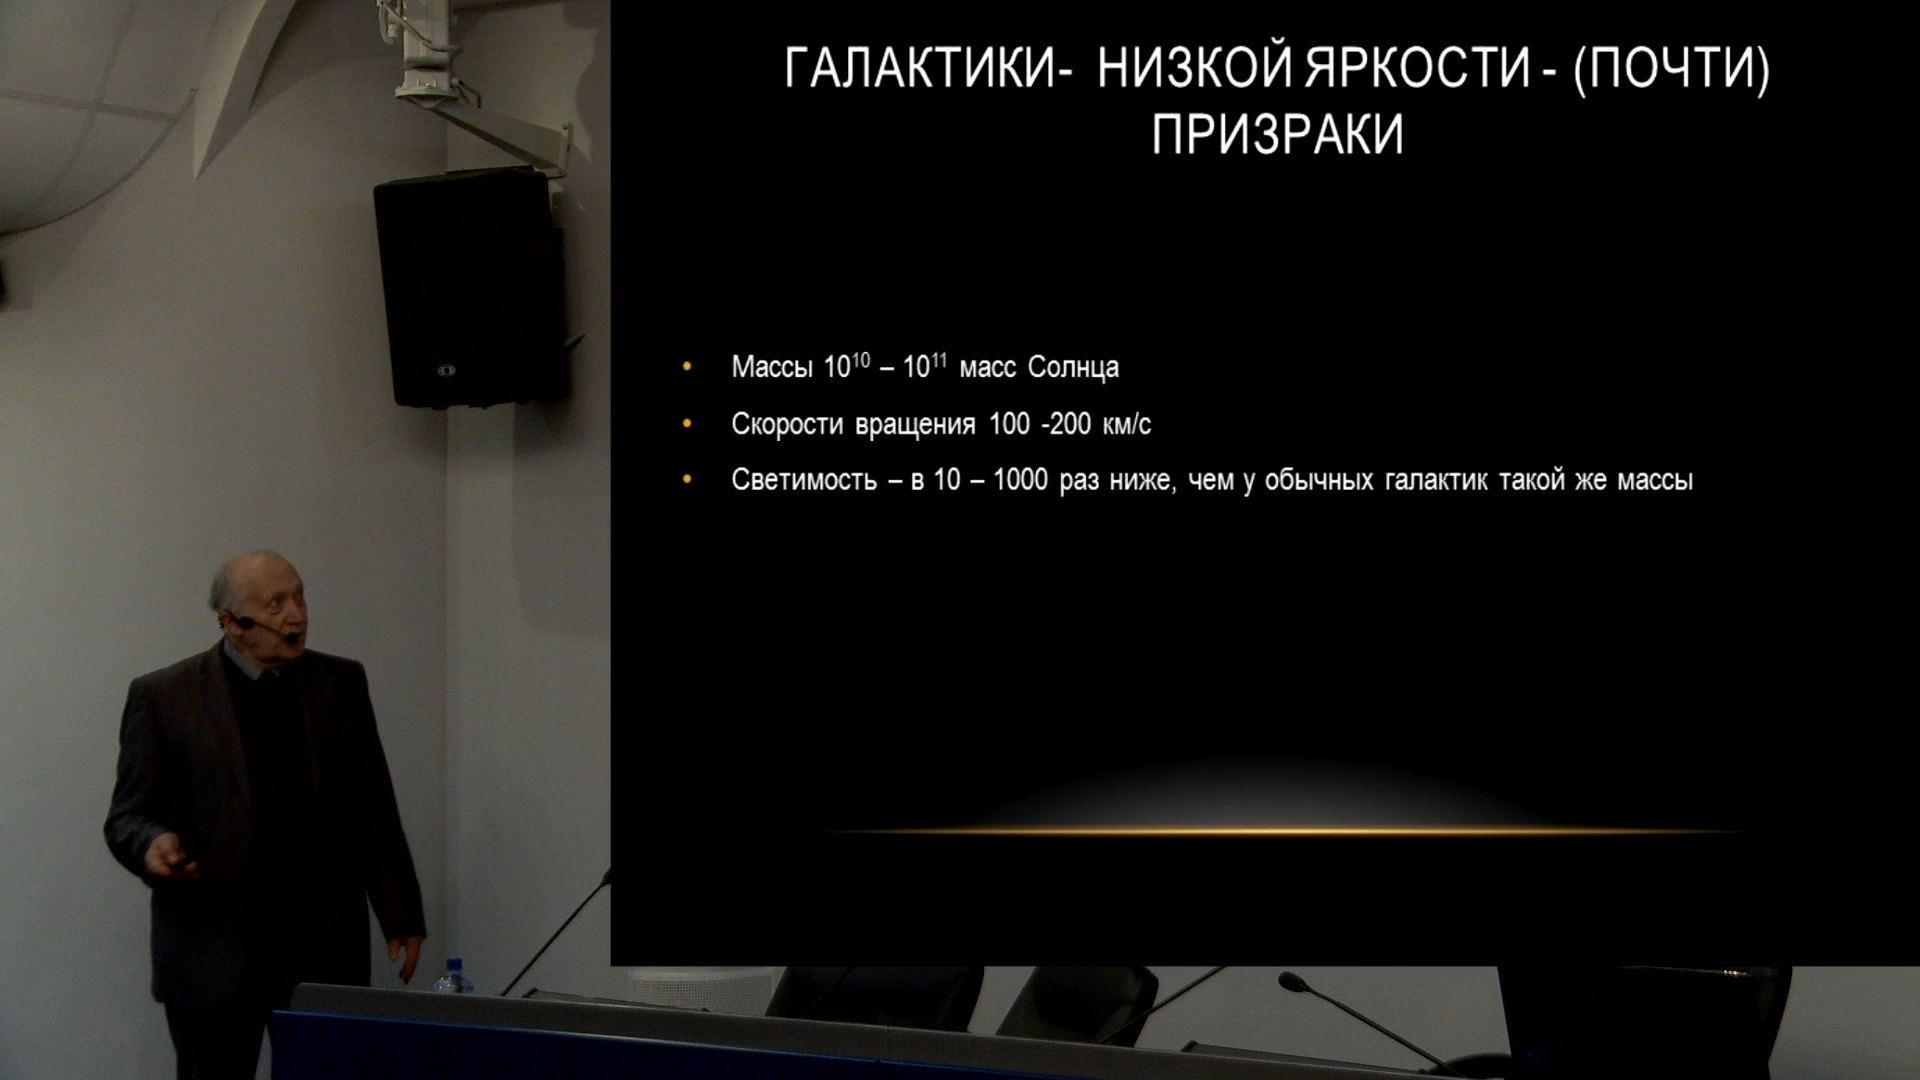 ГАЛАКТИКИ- НИЗКОЙ ЯРКОСТИ - (ПОЧТИ)
ПРИЗРАКИ
• Массы 10¹⁰ – 10¹¹ масс Солнца
• Скорости вращения 100 -200 км/с
• Светимость – в 10 – 1000 раз ниже, чем у обычных галактик такой же массы